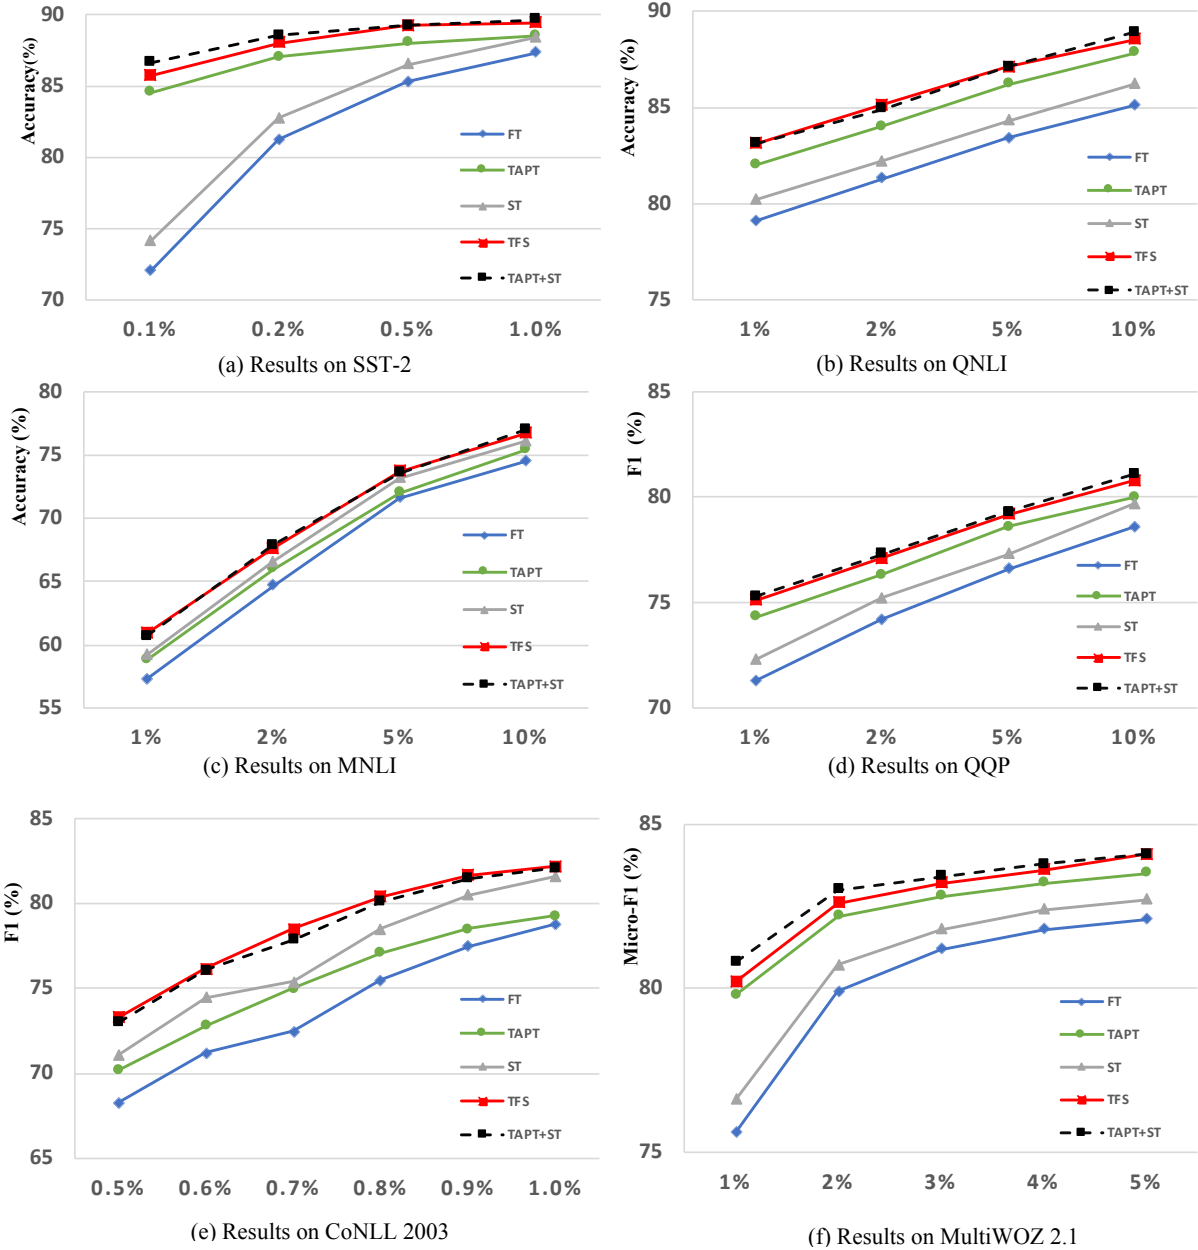 Accuracy(%)
90
85
80
75
70
FT
TAPT
ST
TFS
TAPT+ST
0.1% 0.2% 0.5% 1.0%
(a) Results on SST-2
Accuracy (%)
90
85
80
75
FT
TAPT
ST
TFS
TAPT+ST
1% 2% 5% 10%
(b) Results on QNLI
Accuracy (%)
80
75
70
65
60
55
FT
TAPT
ST
TFS
TAPT+ST
1% 2% 5% 10%
(c) Results on MNLI
F1 (%)
85
80
75
70
FT
TAPT
ST
TFS
TAPT+ST
1% 2% 5% 10%
(d) Results on QQP
F1 (%)
85
80
75
70
65
FT
TAPT
ST
TFS
TAPT+ST
0.5% 0.6% 0.7% 0.8% 0.9% 1.0%
(e) Results on CoNLL 2003
Micro-F1 (%)
85
80
75
FT
TAPT
ST
TFS
TAPT+ST
1% 2% 3% 4% 5%
(f) Results on MultiWOZ 2.1